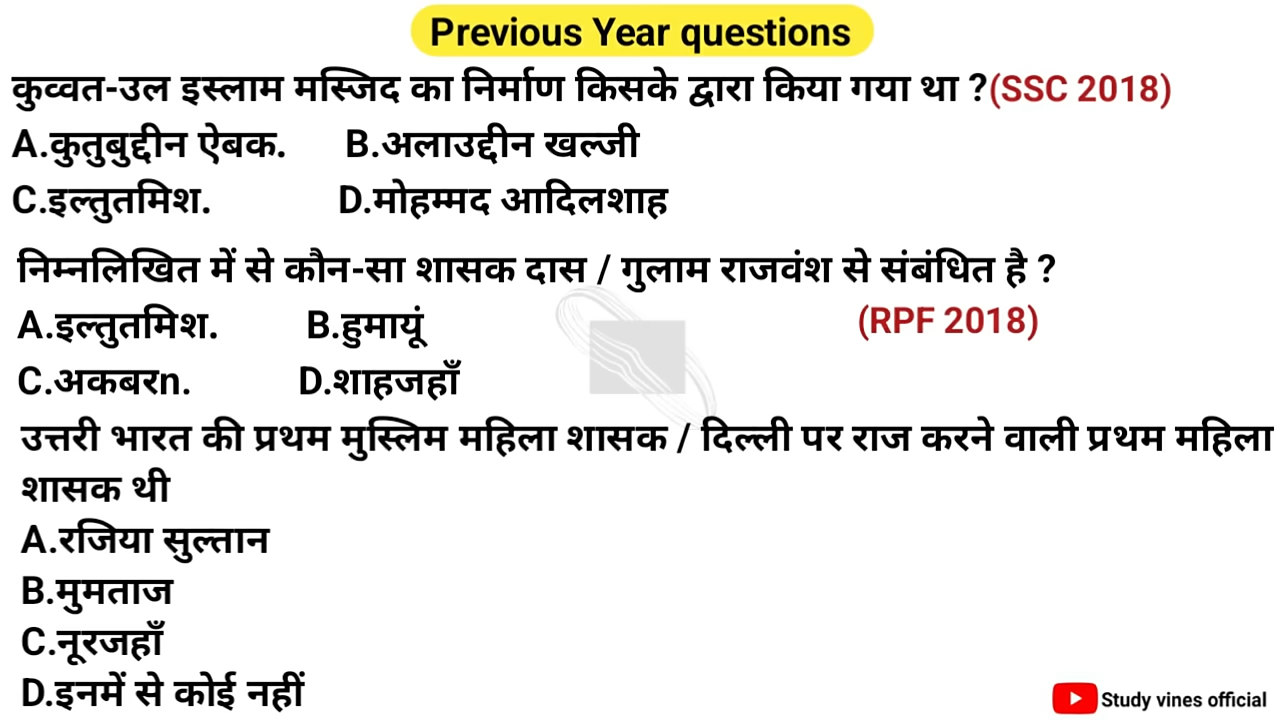 Previous Year questions
कुव्वत-उल इस्लाम मस्जिद का निर्माण किसके द्वारा किया गया था ?(SSC 2018)
A.कुतुबुद्दीन ऐबक. B.अलाउद्दीन खल्जी
C.इल्तुतमिश. D.मोहम्मद आदिलशाह
निम्नलिखित में से कौन-सा शासक दास / गुलाम राजवंश से संबंधित है ?
A.इल्तुतमिश. B.हुमायूं (RPF 2018)
C.अकबरn. D.शाहजहाँ
उत्तरी भारत की प्रथम मुस्लिम महिला शासक / दिल्ली पर राज करने वाली प्रथम महिला
शासक थी
A.रजिया सुल्तान
B.मुमताज
C.नूरजहाँ
D.इनमें से कोई नहीं
Study vines official